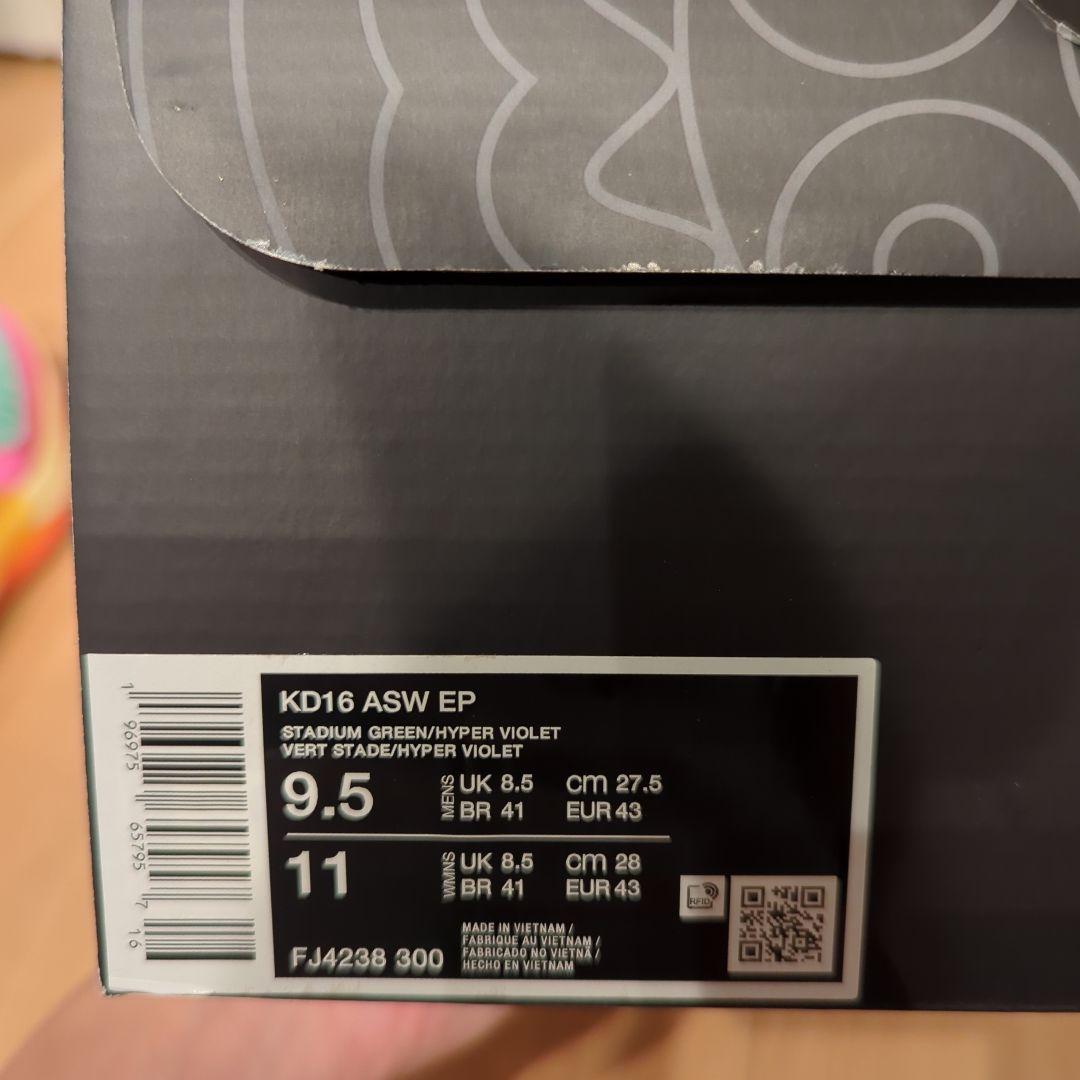 KD16 ASW EP
STADIUM GREEN/HYPER VIOLET
VERT STADE/HYPER VIOLET
9.5 MENS UK 8.5 cm 27.5
BR 41 EUR 43
11 WMNS UK 8.5 cm 28
BR 41 EUR 43
RFID
FJ4238 300
MADE IN VIETNAM /
FABRIQUE AU VIETNAM /
FABRICADO NO VIETNÃ /
HECHO EN VIETNAM
1 96975 65795 7 16